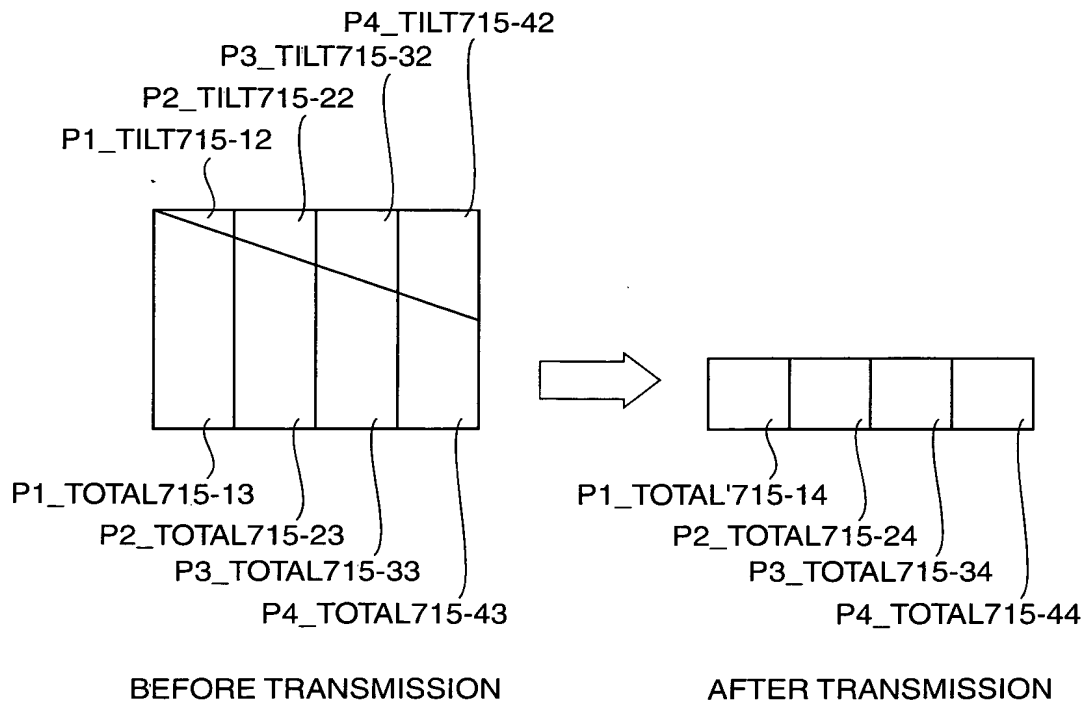 P4_TILT715-42
P3_TILT715-32
P2_TILT715-22
P1_TILT715-12
P1_TOTAL715-13
P2_TOTAL715-23
P3_TOTAL715-33
P4_TOTAL715-43
P1_TOTAL'715-14
P2_TOTAL715-24
P3_TOTAL715-34
P4_TOTAL715-44
BEFORE TRANSMISSION
AFTER TRANSMISSION